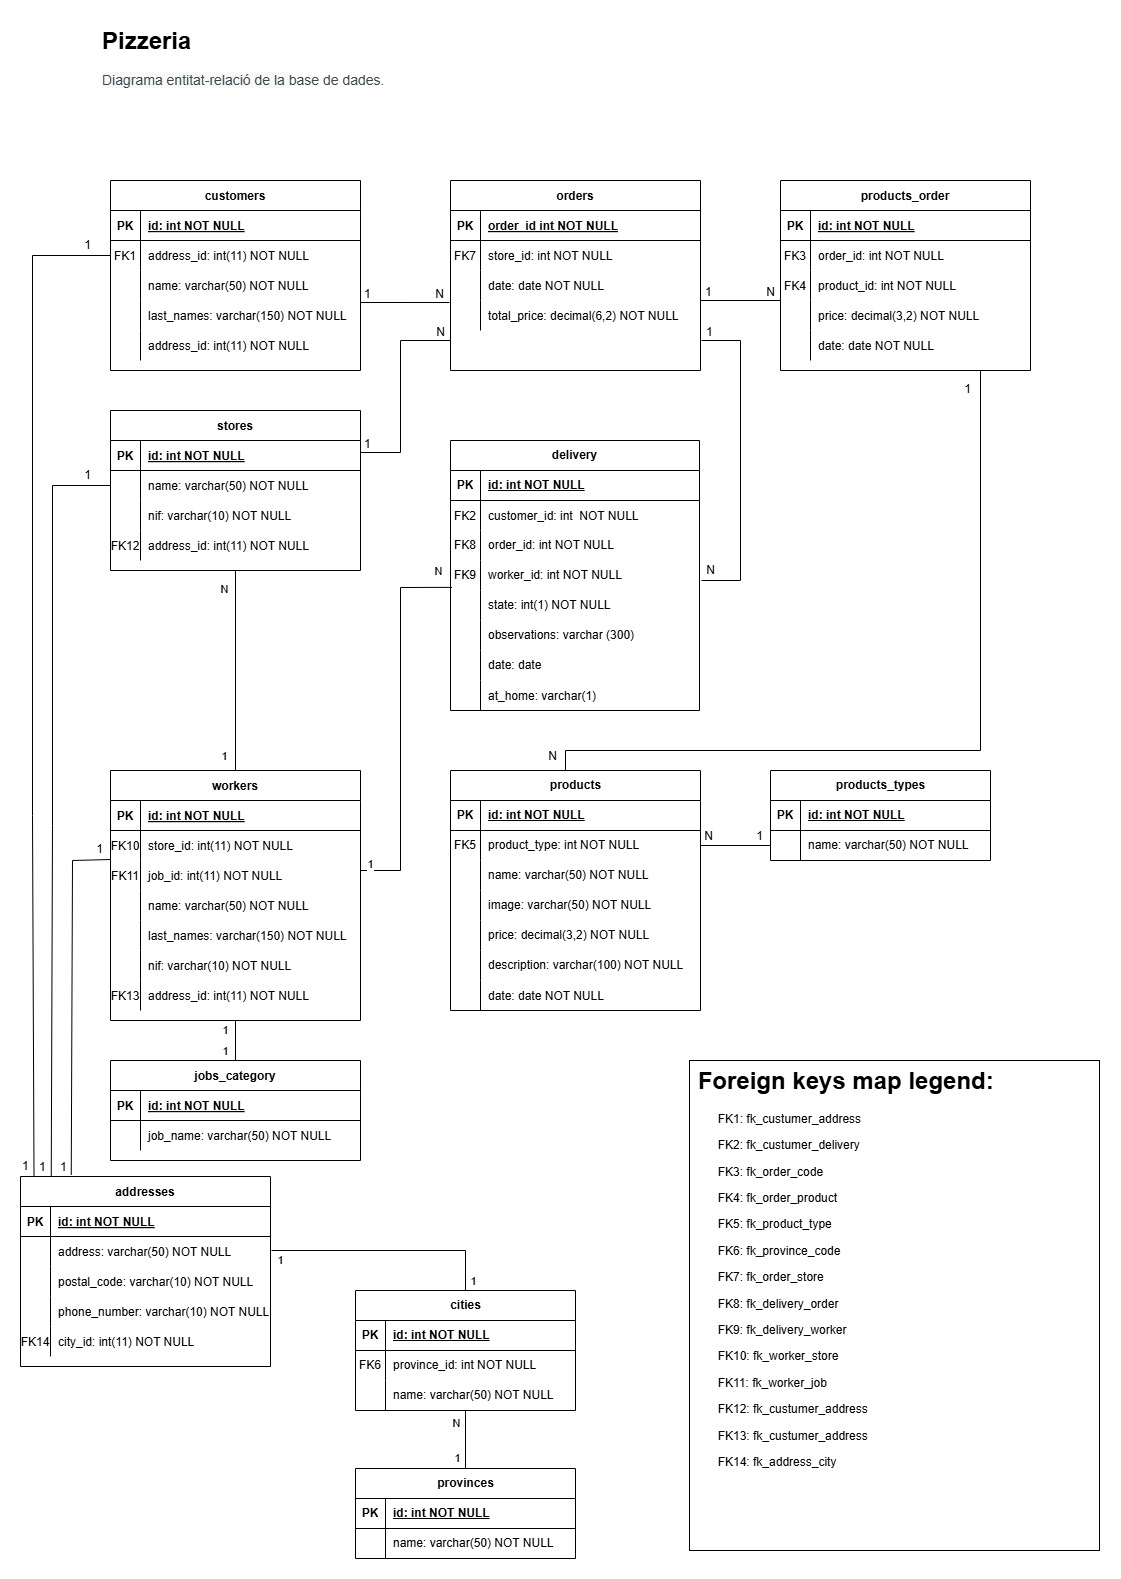 Pizzeria
Diagrama entitat-relació de la base de dades.
customers
PK id: int NOT NULL
FK1 address_id: int(11) NOT NULL
name: varchar(50) NOT NULL
last_names: varchar(150) NOT NULL
address_id: int(11) NOT NULL
1
1
N
orders
PK order_id int NOT NULL
FK7 store_id: int NOT NULL
date: date NOT NULL
total_price: decimal(6,2) NOT NULL
N
1
N
1
products_order
PK id: int NOT NULL
FK3 order_id: int NOT NULL
FK4 product_id: int NOT NULL
price: decimal(3,2) NOT NULL
date: date NOT NULL
1
stores
PK id: int NOT NULL
name: varchar(50) NOT NULL
nif: varchar(10) NOT NULL
FK12 address_id: int(11) NOT NULL
1
1
N
1
delivery
PK id: int NOT NULL
FK2 customer_id: int NOT NULL
FK8 order_id: int NOT NULL
FK9 worker_id: int NOT NULL
state: int(1) NOT NULL
observations: varchar (300)
date: date
at_home: varchar(1)
N
N
workers
PK id: int NOT NULL
FK10 store_id: int(11) NOT NULL
FK11 job_id: int(11) NOT NULL
name: varchar(50) NOT NULL
last_names: varchar(150) NOT NULL
nif: varchar(10) NOT NULL
FK13 address_id: int(11) NOT NULL
1
1
1
1
N
products
PK id: int NOT NULL
FK5 product_type: int NOT NULL
name: varchar(50) NOT NULL
image: varchar(50) NOT NULL
price: decimal(3,2) NOT NULL
description: varchar(100) NOT NULL
date: date NOT NULL
N
1
products_types
PK id: int NOT NULL
name: varchar(50) NOT NULL
jobs_category
PK id: int NOT NULL
job_name: varchar(50) NOT NULL
1
1
1
addresses
PK id: int NOT NULL
address: varchar(50) NOT NULL
postal_code: varchar(10) NOT NULL
phone_number: varchar(10) NOT NULL
FK14 city_id: int(11) NOT NULL
1
1
cities
PK id: int NOT NULL
FK6 province_id: int NOT NULL
name: varchar(50) NOT NULL
N
1
provinces
PK id: int NOT NULL
name: varchar(50) NOT NULL
Foreign keys map legend:
FK1: fk_custumer_address
FK2: fk_custumer_delivery
FK3: fk_order_code
FK4: fk_order_product
FK5: fk_product_type
FK6: fk_province_code
FK7: fk_order_store
FK8: fk_delivery_order
FK9: fk_delivery_worker
FK10: fk_worker_store
FK11: fk_worker_job
FK12: fk_custumer_address
FK13: fk_custumer_address
FK14: fk_address_city